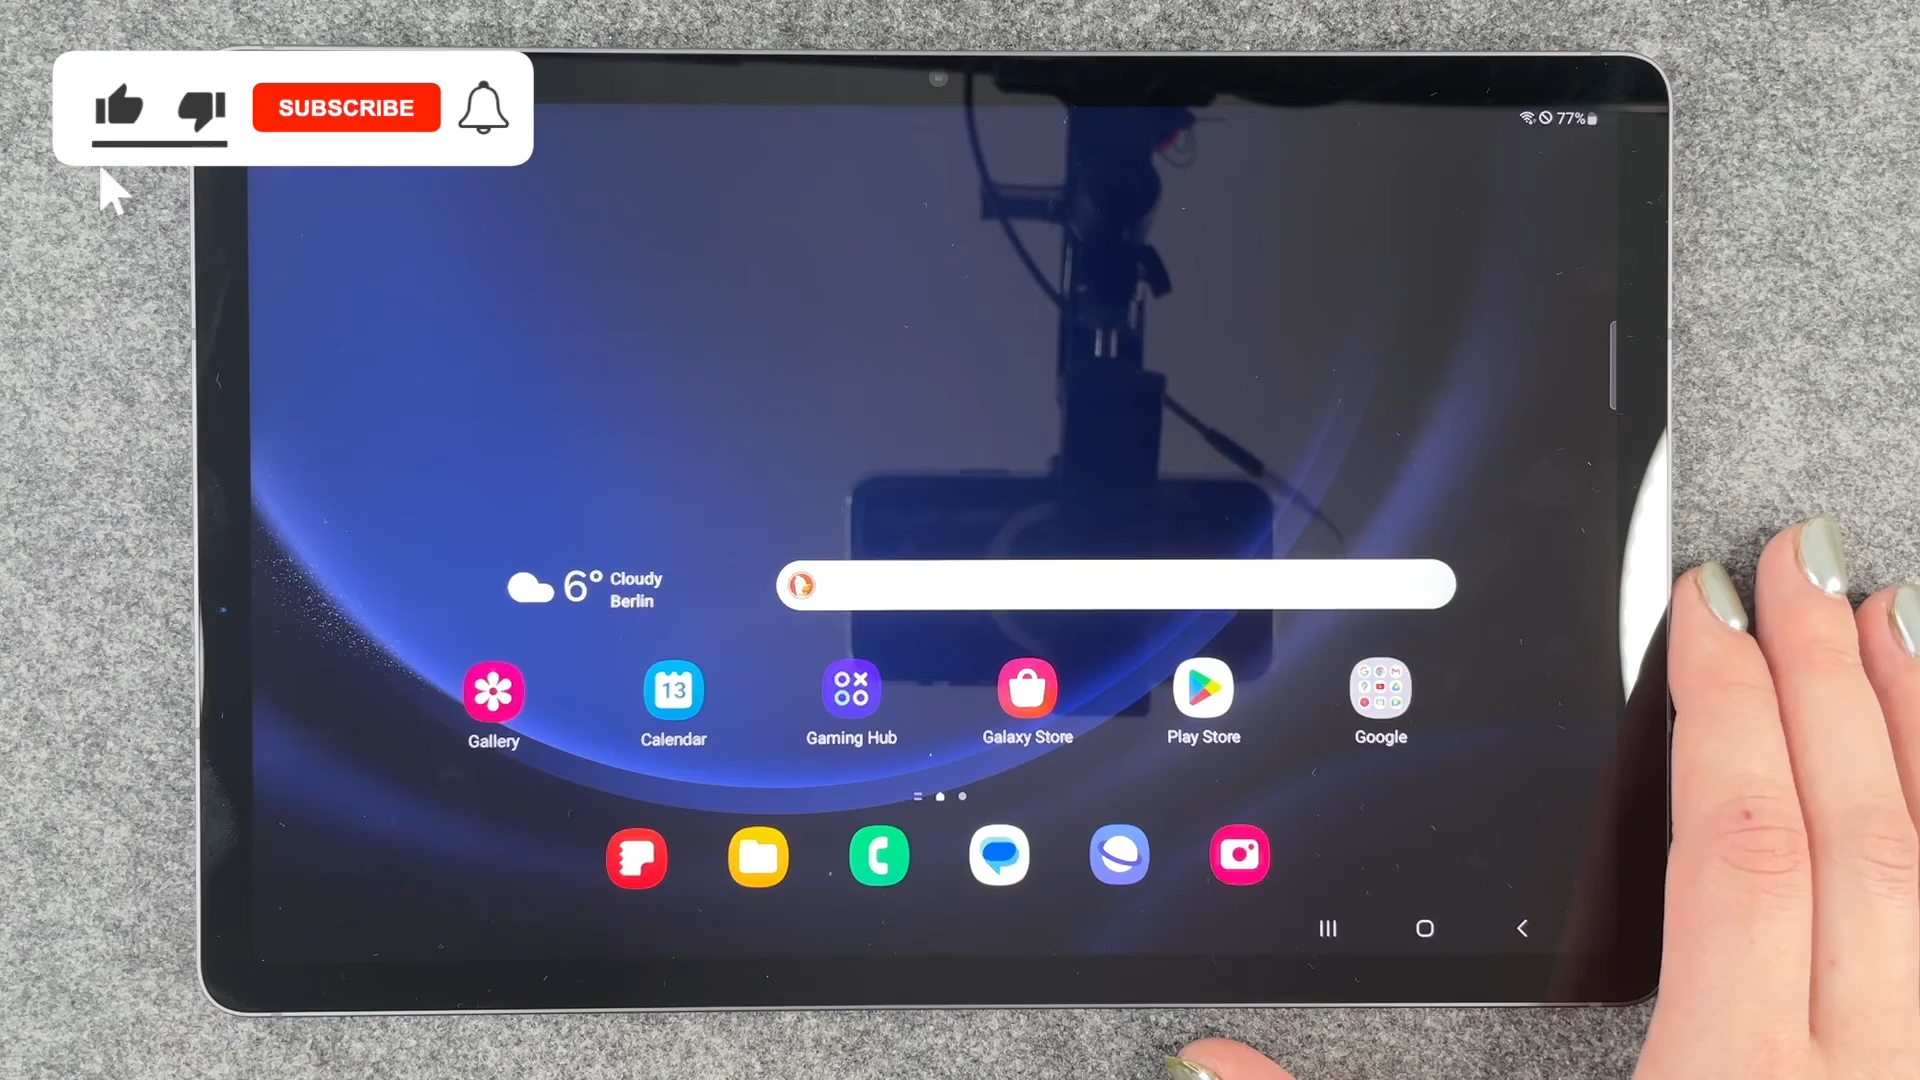 SUBSCRIBE
77%
6° Cloudy
Berlin
13
Gallery
Calendar
Gaming Hub
Galaxy Store
Play Store
Google